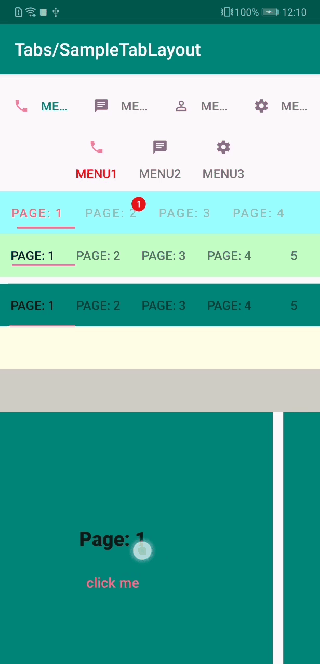 100% 12:10
Tabs/SampleTabLayout
ME... ME... ME... ME...
MENU1 MENU2 MENU3
PAGE: 1 PAGE: 2 1 PAGE: 3 PAGE: 4
PAGE: 1 PAGE: 2 PAGE: 3 PAGE: 4 5
PAGE: 1 PAGE: 2 PAGE: 3 PAGE: 4 5
Page: 1
click me